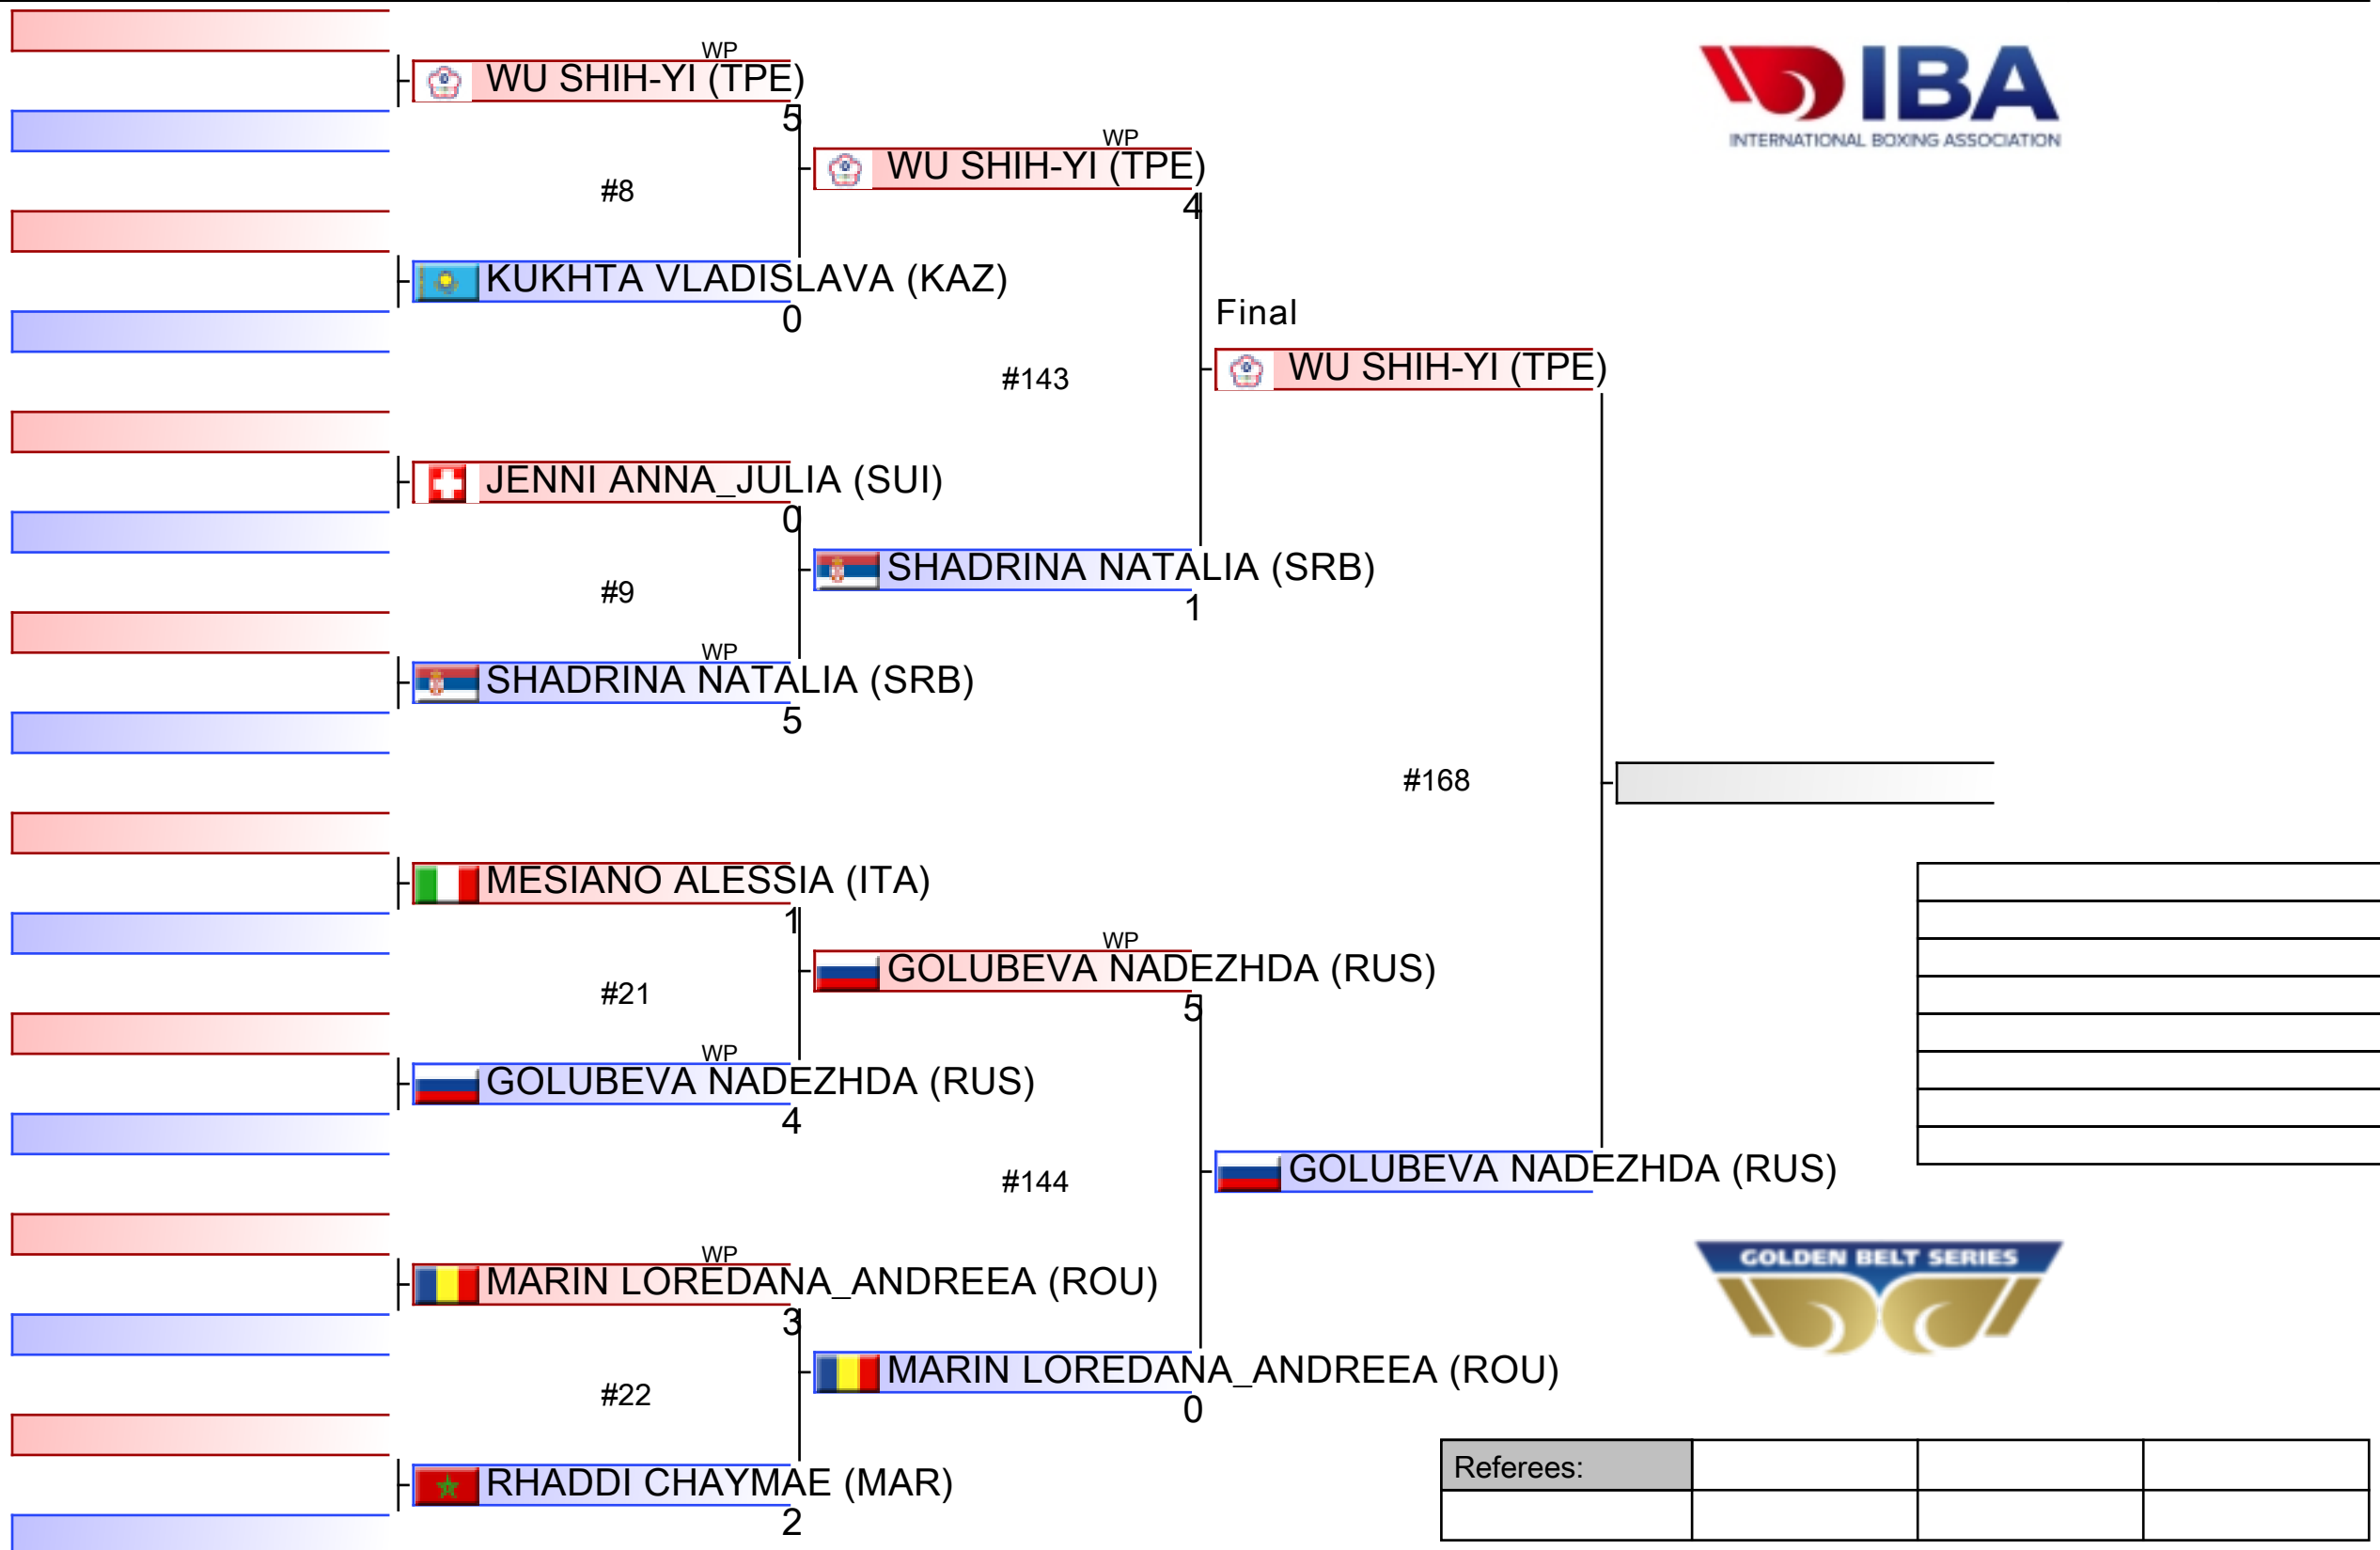 WP
WU SHIH-YI (TPE)
5
#8
KUKHTA VLADISLAVA (KAZ)
0
JENNI ANNA_JULIA (SUI)
0
#9
WP
SHADRINA NATALIA (SRB)
5
MESIANO ALESSIA (ITA)
1
#21
WP
GOLUBEVA NADEZHDA (RUS)
4
WP
MARIN LOREDANA_ANDREEA (ROU)
3
#22
RHADDI CHAYMAE (MAR)
2
WP
WU SHIH-YI (TPE)
4
#143
SHADRINA NATALIA (SRB)
1
WP
GOLUBEVA NADEZHDA (RUS)
5
#144
MARIN LOREDANA_ANDREEA (ROU)
0
Final
WU SHIH-YI (TPE)
#168
GOLUBEVA NADEZHDA (RUS)
IBA
INTERNATIONAL BOXING ASSOCIATION
GOLDEN BELT SERIES
Referees: